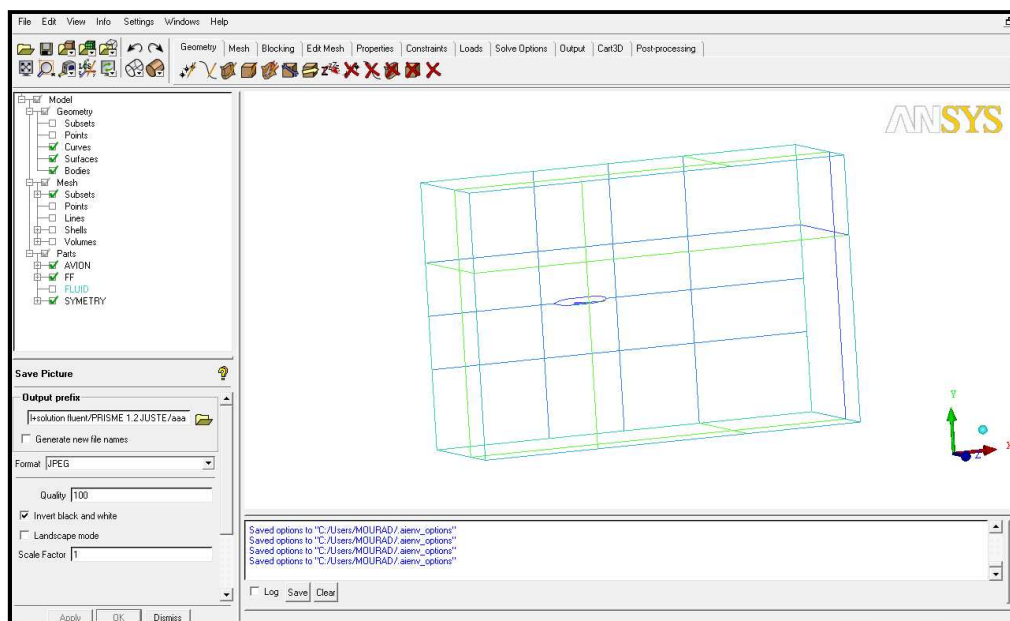 File Edit View Info Settings Windows Help
Geometry Mesh Blocking Edit Mesh Properties Constraints Loads Solve Options Output Cart3D Post-processing
Model
Geometry
Subsets
Points
Curves
Surfaces
Bodies
Mesh
Subsets
Points
Lines
Shells
Volumes
Parts
AVION
FF
FLUID
SYMETRY
ANSYS
Y
X
Z
Save Picture
Output prefix
l+solution fluent/PRISME 1.2 JUSTE/aaa
Generate new file names
Format JPEG
Quality 100
Invert black and white
Landscape mode
Scale Factor 1
Apply OK Dismiss
Saved options to "C:/Users/MOURAD/.aienv_options"
Saved options to "C:/Users/MOURAD/.aienv_options"
Saved options to "C:/Users/MOURAD/.aienv_options"
Saved options to "C:/Users/MOURAD/.aienv_options"
Log Save Clear